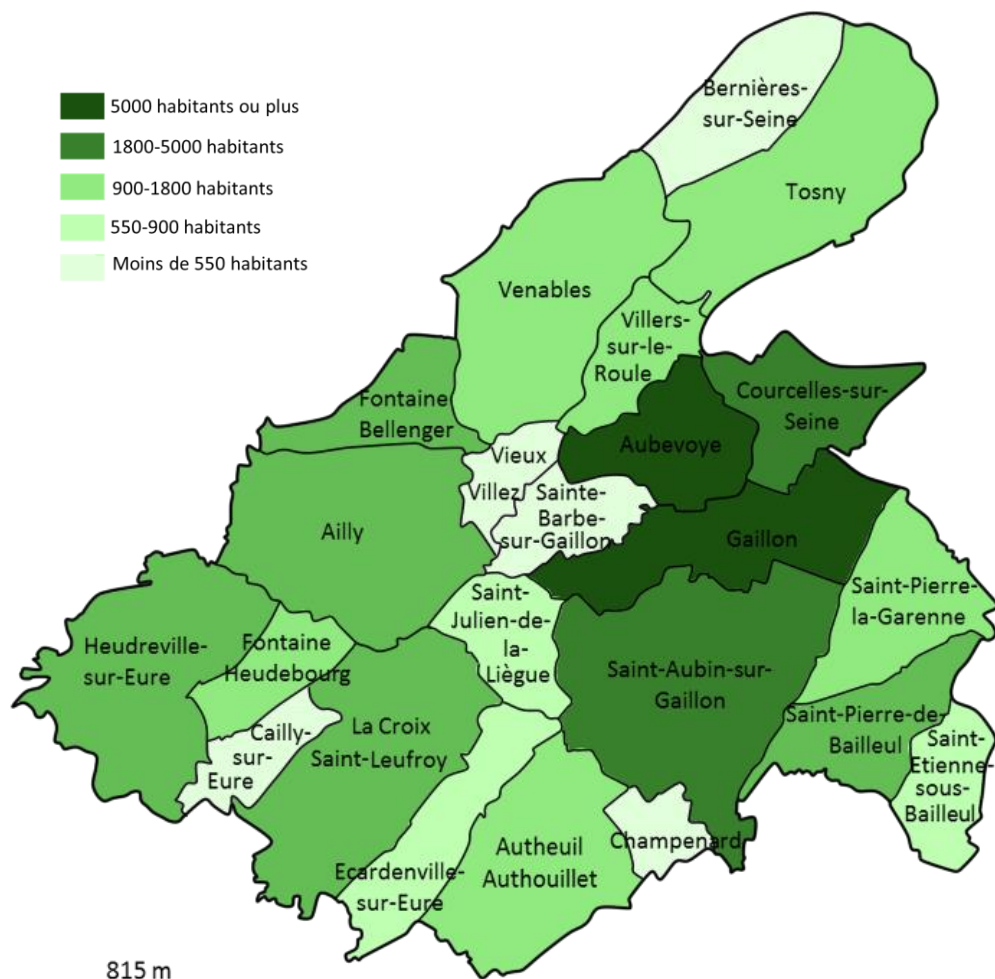 5000 habitants ou plus
1800-5000 habitants
900-1800 habitants
550-900 habitants
Moins de 550 habitants
Bernières-
sur-Seine
Tosny
Venables
Villers-
sur-le-
Roule
Fontaine
Bellenger
Courcelles-sur-
Seine
Aubevoye
Vieux
Villez
Sainte-
Barbe-
sur-Gaillon
Ailly
Gaillon
Saint-
Julien-de-
la-
Liègue
Saint-Pierre-
la-Garenne
Heudreville-
sur-Eure
Fontaine
Heudebourg
Saint-Aubin-sur-
Gaillon
Cailly-
sur-
Eure
La Croix
Saint-Leufroy
Saint-Pierre-de-
Bailleul
Saint-
Etienne-
sous-
Bailleul
Champenard
Autheuil
Authouillet
Ecardenville-
sur-Eure
815 m